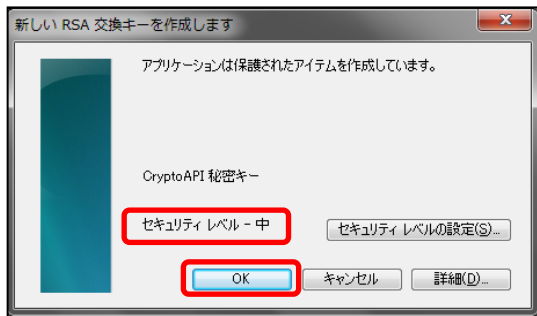 新しい RSA 交換キーを作成します
アプリケーションは保護されたアイテムを作成しています。
CryptoAPI 秘密キー
セキュリティ レベル - 中
セキュリティ レベルの設定(S)...
OK
キャンセル
詳細(D)...